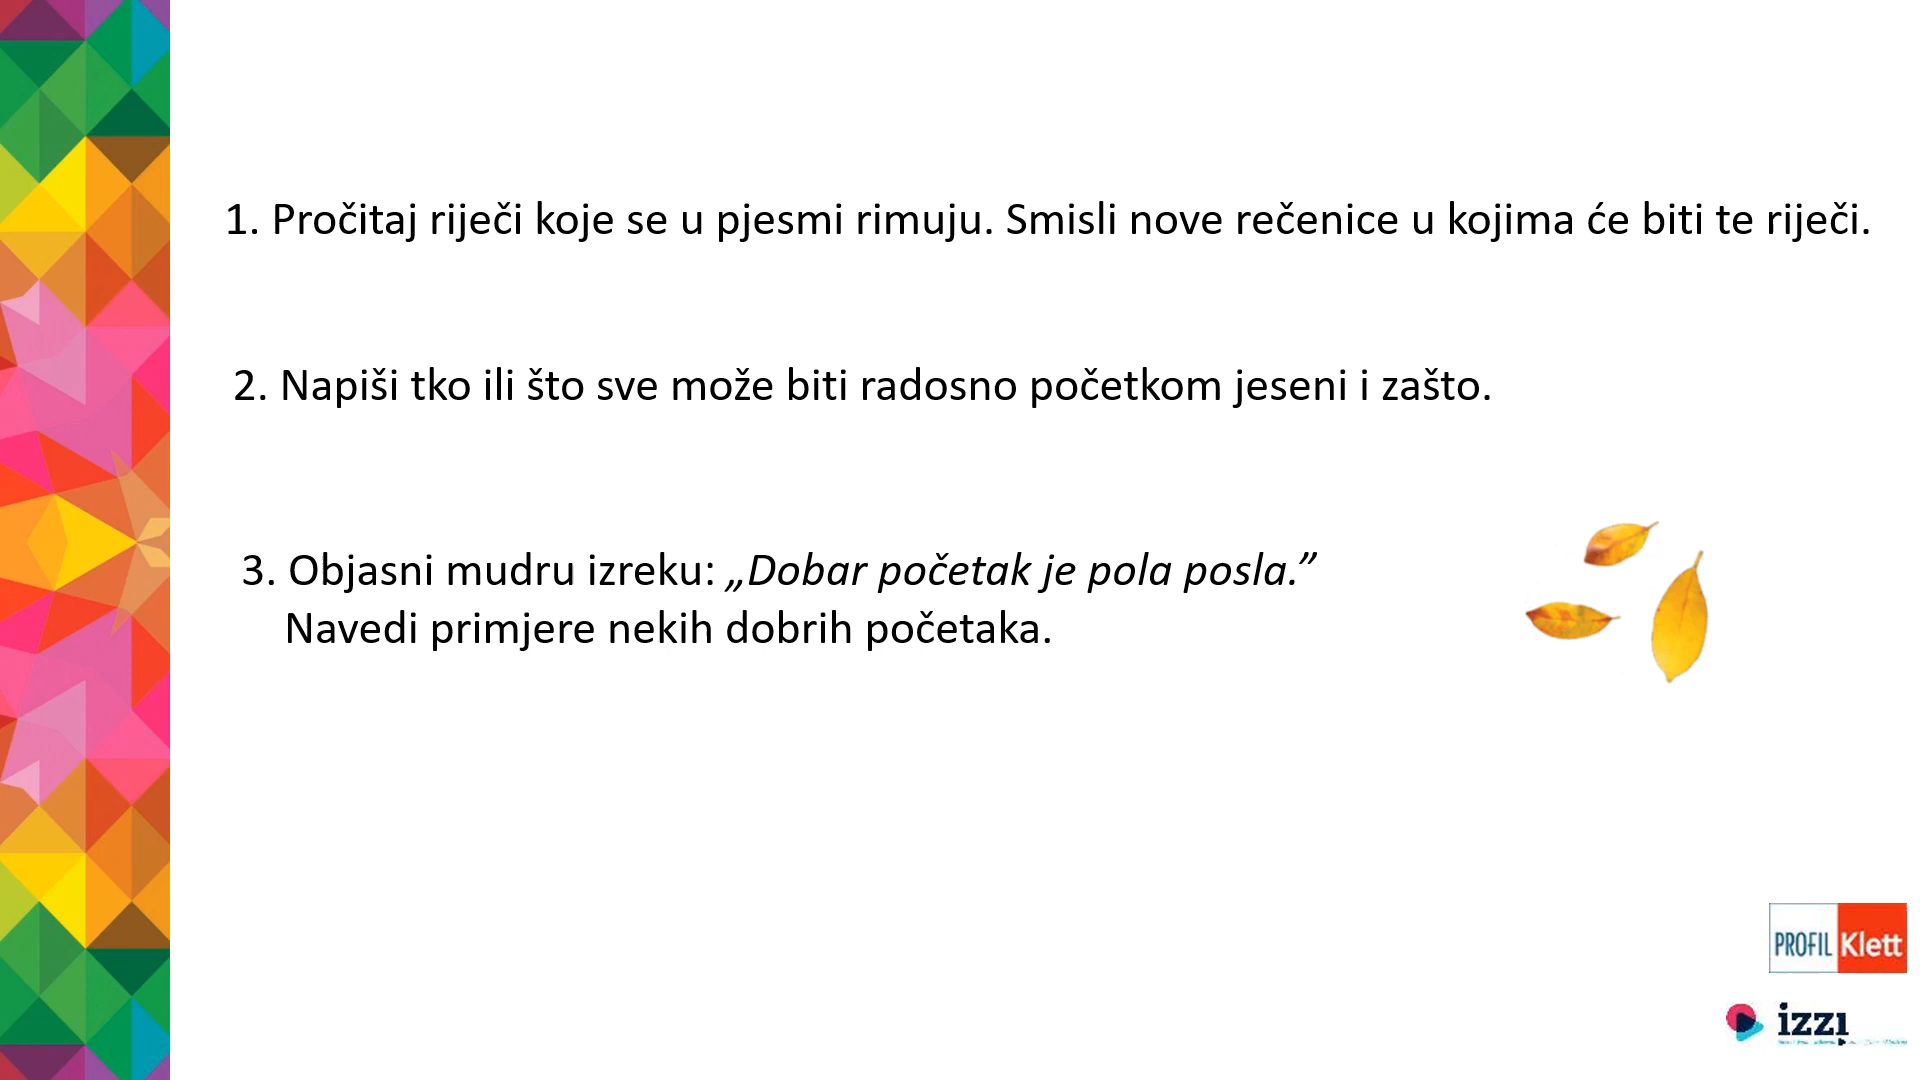 1. Pročitaj riječi koje se u pjesmi rimuju. Smisli nove rečenice u kojima će biti te riječi.
2. Napiši tko ili što sve može biti radosno početkom jeseni i zašto.
3. Objasni mudru izreku: „Dobar početak je pola posla.”
Navedi primjere nekih dobrih početaka.
PROFIL Klett
izzi